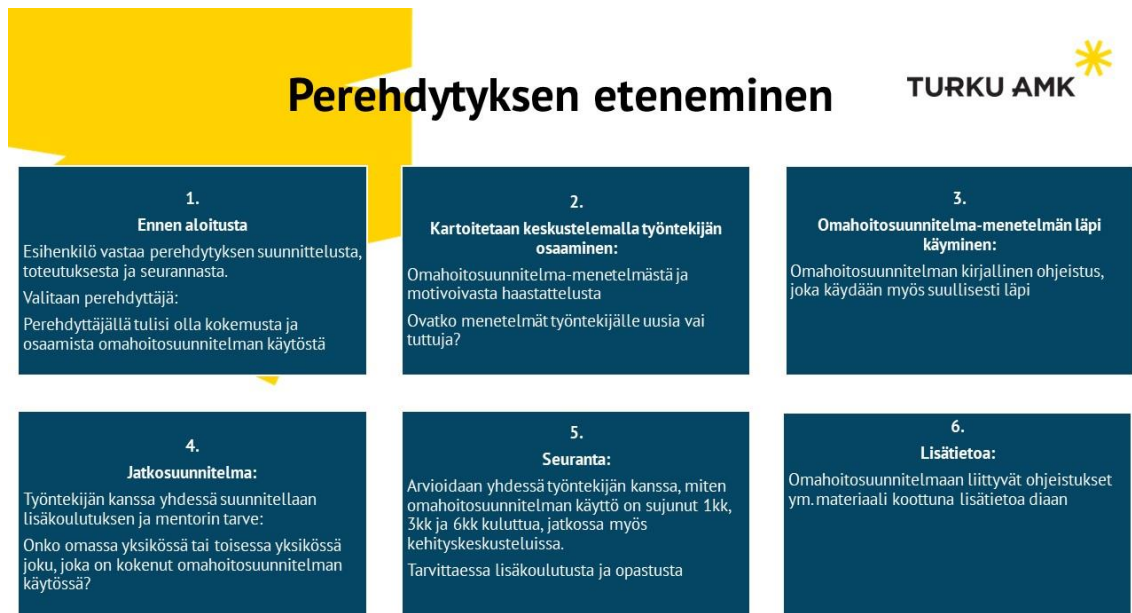 Perehdytyksen eteneminen
TURKU AMK
1.
Ennen aloitusta
Esihenkilö vastaa perehdytyksen suunnittelusta,
toteutuksesta ja seurannasta.
Valitaan perehdyttäjä:
Perehdyttäjällä tulisi olla kokemusta ja
osaamista omahoitosuunnitelman käytöstä
2.
Kartoitetaan keskustelemalla työntekijän
osaaminen:
Omahoitosuunnitelma-menetelmästä ja
motivoivasta haastattelusta
Ovatko menetelmät työntekijälle uusia vai
tuttuja?
3.
Omahoitosuunnitelma-menetelmän läpi
käyminen:
Omahoitosuunnitelman kirjallinen ohjeistus,
joka käydään myös suullisesti läpi
4.
Jatkosuunnitelma:
Työntekijän kanssa yhdessä suunnitellaan
lisäkoulutuksen ja mentorin tarve:
Onko omassa yksikössä tai toisessa yksikössä
joku, joka on kokenut omahoitosuunnitelman
käytössä?
5.
Seuranta:
Arvioidaan yhdessä työntekijän kanssa, miten
omahoitosuunnitelman käyttö on sujunut 1kk,
3kk ja 6kk kuluttua, jatkossa myös
kehityskeskusteluissa.
Tarvittaessa lisäkoulutusta ja opastusta
6.
Lisätietoa:
Omahoitosuunnitelmaan liittyvät ohjeistukset
ym. materiaali koottuna lisätieto diaan